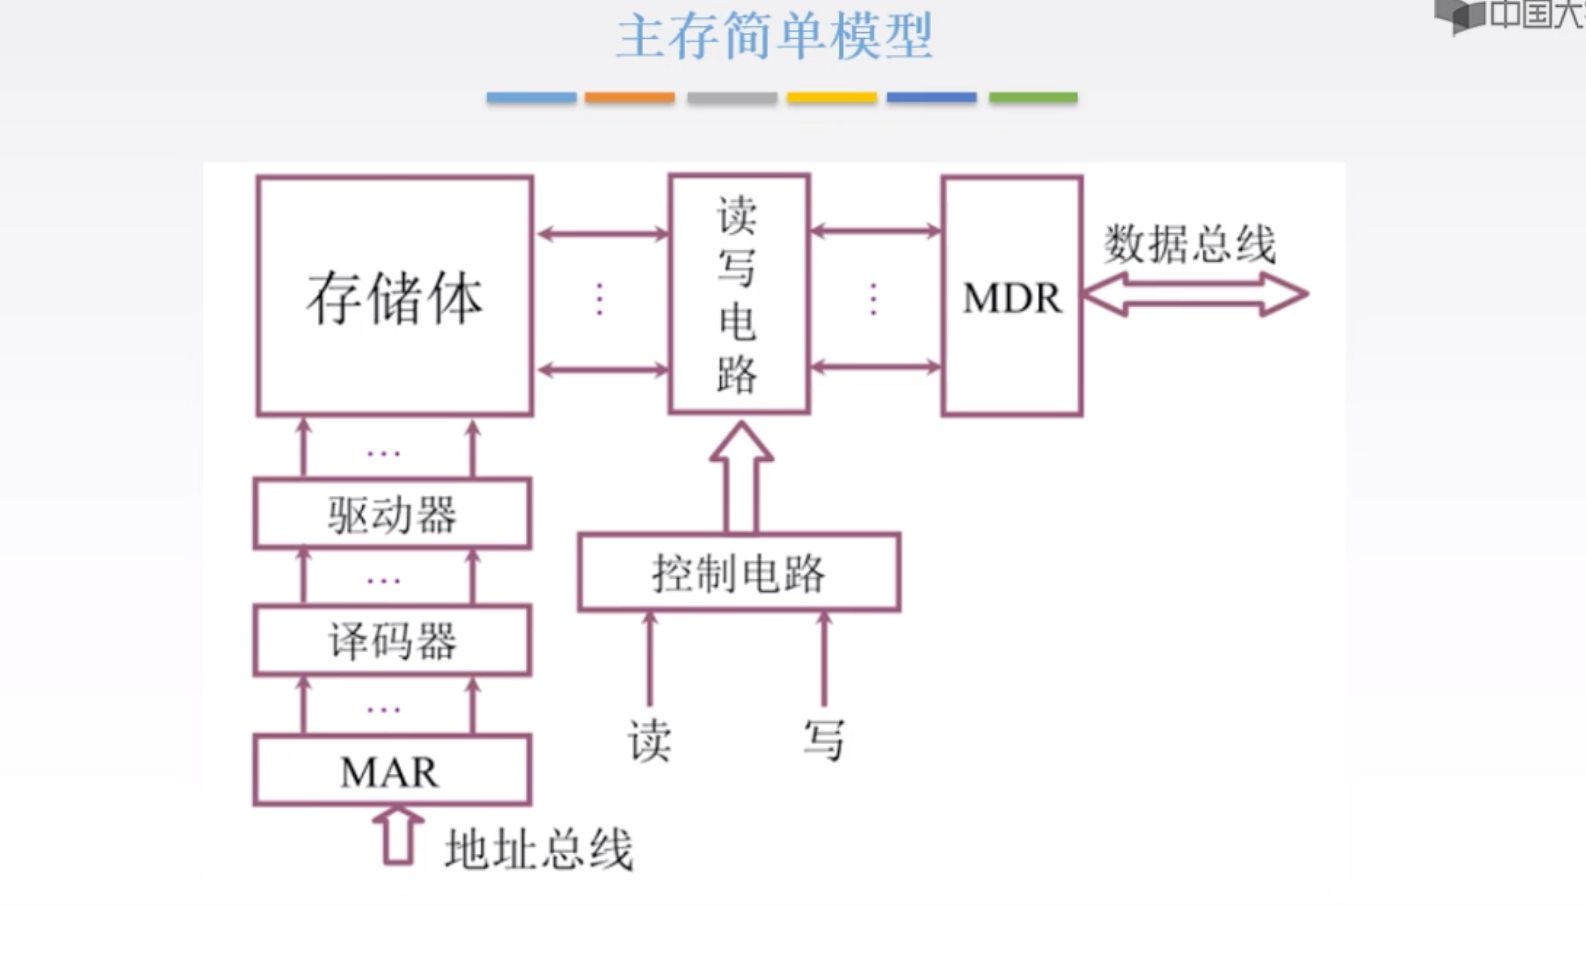 中国大
主存简单模型
存储体
读
写
电
路
MDR
数据总线
驱动器
控制电路
译码器
读
写
MAR
地址总线